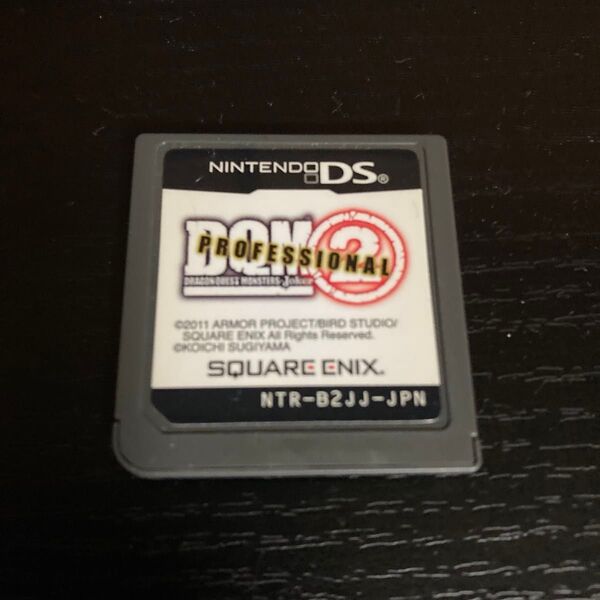 NINTENDO DS®
DQM 2
PROFESSIONAL
DRAGON QUEST MONSTERS Joker
©2011 ARMOR PROJECT/BIRD STUDIO/
SQUARE ENIX All Rights Reserved.
©KOICHI SUGIYAMA
SQUARE ENIX.
NTR-B2JJ-JPN